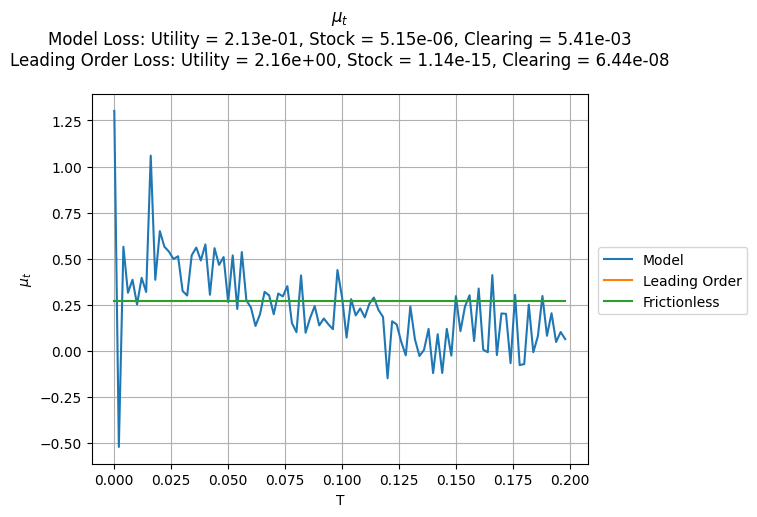 μ_t
Model Loss: Utility = 2.13e-01, Stock = 5.15e-06, Clearing = 5.41e-03
Leading Order Loss: Utility = 2.16e+00, Stock = 1.14e-15, Clearing = 6.44e-08
1.25
1.00
0.75
0.50
0.25
0.00
−0.25
−0.50
μ_t
0.000 0.025 0.050 0.075 0.100 0.125 0.150 0.175 0.200
T
Model
Leading Order
Frictionless